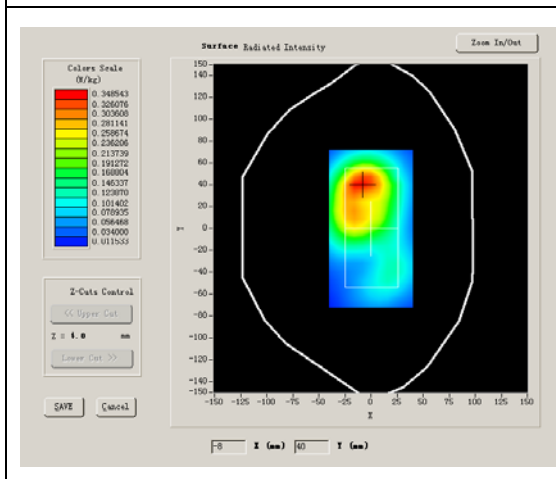 Surface Radiated Intensity
Zoom In/Out
Colors Scale
(W/kg)
0.348543
0.326076
0.303608
0.281141
0.258674
0.236206
0.213739
0.191272
0.168804
0.146337
0.123870
0.101402
0.078935
0.056468
0.034000
0.011533
Z-Cuts Control
<< Upper Cut
Z = 4.0 mm
Lower Cut >>
SAVE Cancel
150
140
120
100
80
60
40
20
0
-20
-40
-60
-80
-100
-120
-140
-150
Y
-150 -125 -100 -75 -50 -25 0 25 50 75 100 125 150
X
-8 X (mm) 40 Y (mm)